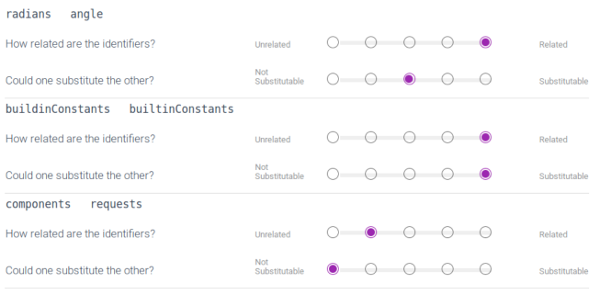 radians angle
How related are the identifiers? Unrelated Related
Could one substitute the other? Not Substitutable Substitutable
buildinConstants builtinConstants
How related are the identifiers? Unrelated Related
Could one substitute the other? Not Substitutable Substitutable
components requests
How related are the identifiers? Unrelated Related
Could one substitute the other? Not Substitutable Substitutable